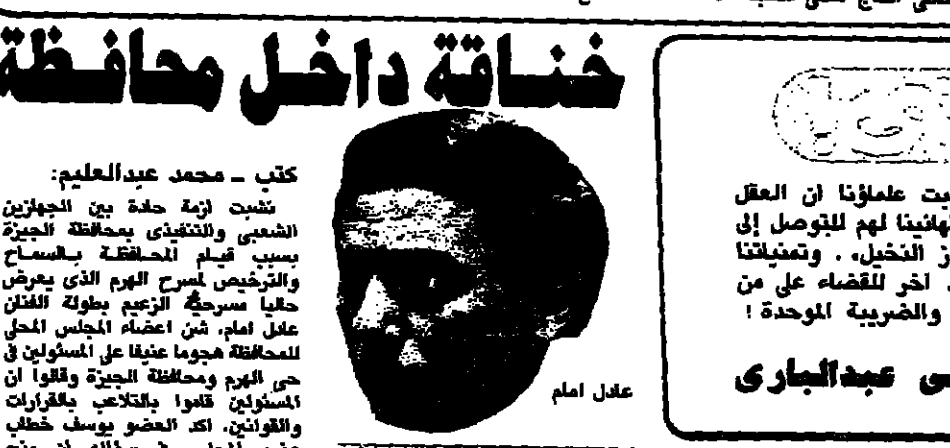 خناقة داخل محافظة
كتب ـ محمد عبدالعليم:
نشبت ازمة حادة بين الجهازين
الشعبى والتنفيذى بمحافظة الجيزة
بسبب قيام المحافظة بالسماح
والترخيص لمسرح الهرم الذى يعرض
حاليا مسرحية الزعيم بطولة الفنان
عادل امام. شن اعضاء المجلس المحلى
للمحافظة هجوما عنيفا على المسئولين فى
حى الهرم ومحافظة الجيزة وقالوا ان
المسئولين قاموا بالتلاعب بالقرارات
والقوانين. اكد العضو يوسف خطاب
عادل امام
علماؤنا ان العقل
لهم للتوصل إلى
النخيل، . وتمنياتنا
آخر للقضاء على من
والضريبة الموحدة !
عبدالبارى